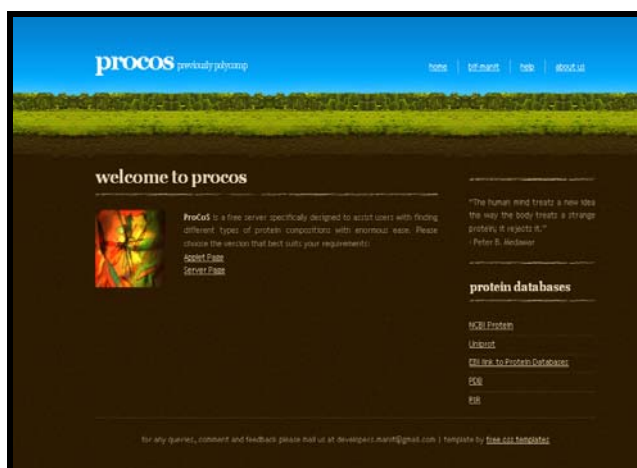 procos previously polycomp
home
bif-manit
help
about us
welcome to procos
ProCoS is a free server specifically designed to assist users with finding
different types of protein compositions with enormous ease. Please
choose the version that best suits your requirements:
Applet Page
Server Page
"The human mind treats a new idea
the way the body treats a strange
protein; it rejects it."
- Peter B. Medawar
protein databases
NCBI Protein
Uniprot
EBI link to Protein Databases
PDB
PIR
for any queries, comment and feedback please mail us at developers.manit@gmail.com | template by free css templates